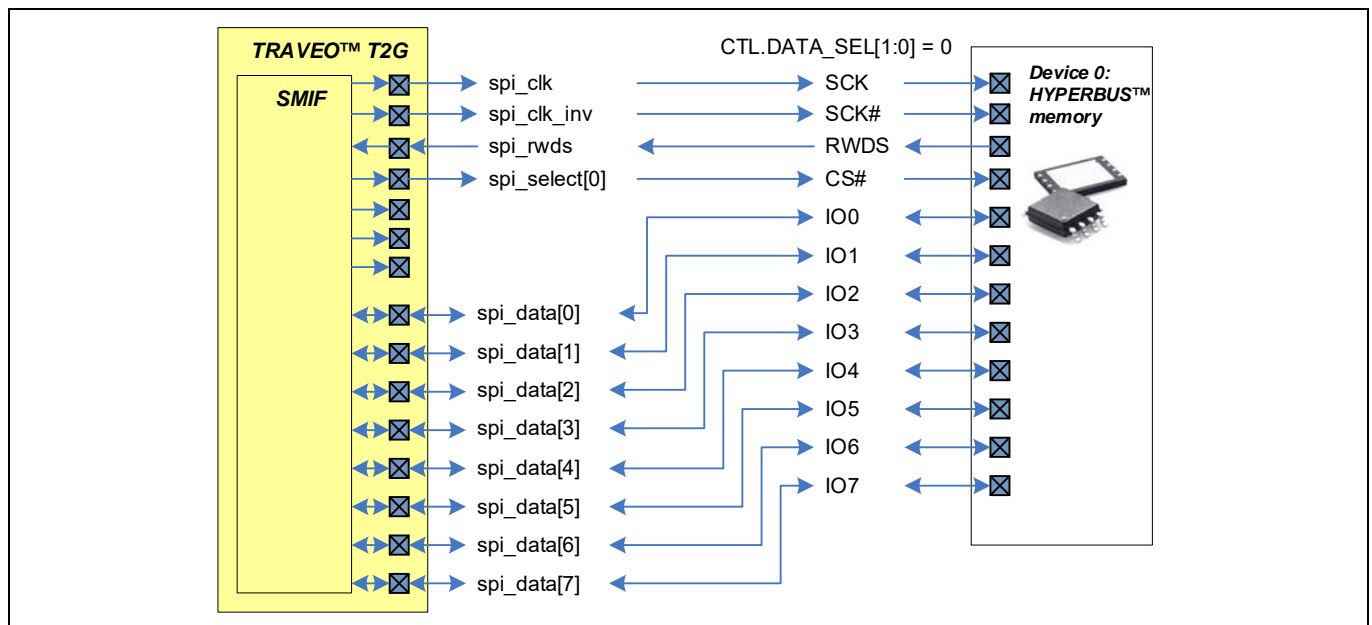 TRAVEO™ T2G
SMIF
CTL.DATA_SEL[1:0] = 0
Device 0:
HYPERBUS™
memory
spi_clk SCK
spi_clk_inv SCK#
spi_rwds RWDS
spi_select[0] CS#
IO0
IO1
IO2
spi_data[0]
IO3
spi_data[1]
IO4
spi_data[2]
IO5
spi_data[3]
IO6
spi_data[4]
IO7
spi_data[5]
spi_data[6]
spi_data[7]